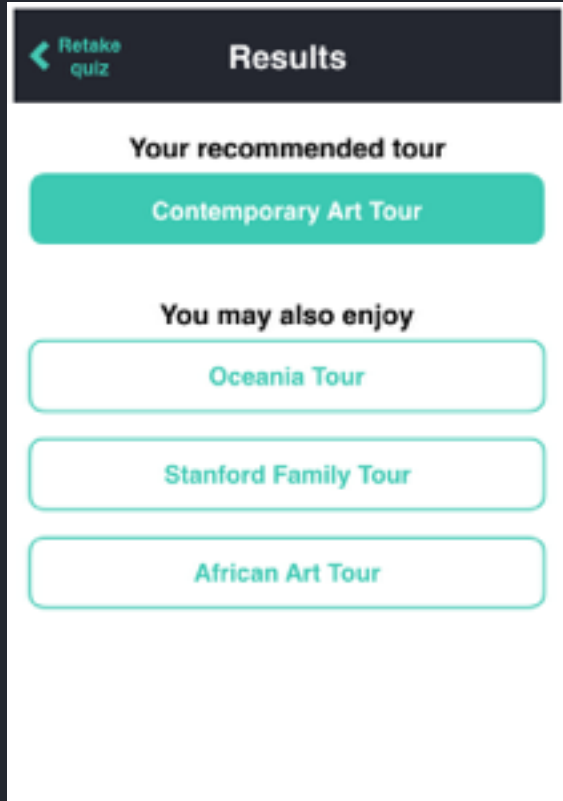 Retake
quiz
Results
Your recommended tour
Contemporary Art Tour
You may also enjoy
Oceania Tour
Stanford Family Tour
African Art Tour